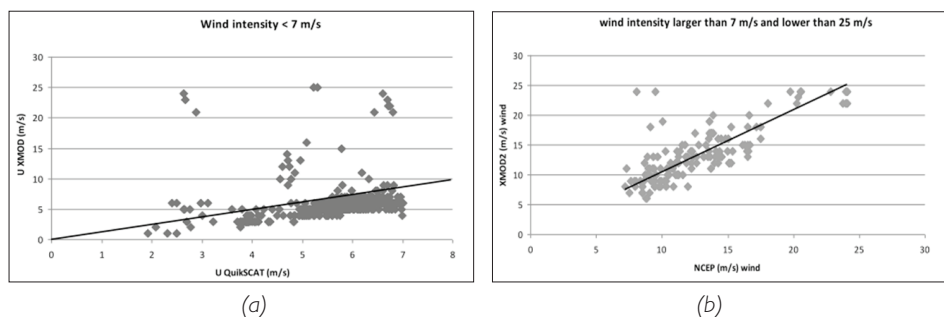 Wind intensity < 7 m/s
30
25
20
15
10
5
0
U XMOD (m/s)
0 1 2 3 4 5 6 7 8
U QuikSCAT (m/s)
(a)
wind intensity larger than 7 m/s and lower than 25 m/s
30
25
20
15
10
5
0
XMOD2 (m/s) wind
0 5 10 15 20 25 30
NCEP (m/s) wind
(b)